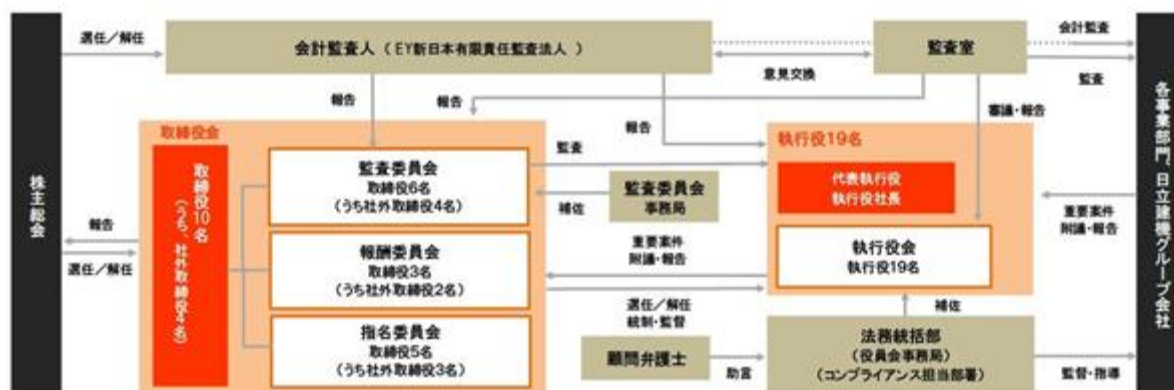 株主総会
選任／解任
会計監査人（EY新日本有限責任監査法人）
意見交換
監査室
会計監査
監査
報告
報告
報告
審議・報告
各事業部門、日立建機グループ会社
取締役会
取締役10名
（うち、社外取締役4名）
監査委員会
取締役6名
（うち社外取締役4名）
報酬委員会
取締役3名
（うち社外取締役2名）
指名委員会
取締役5名
（うち社外取締役3名）
監査
監査委員会
事務局
補佐
執行役19名
代表執行役
執行役社長
執行役会
執行役19名
報告
選任／解任
重要案件
附議・報告
選任／解任
統制・監督
重要案件
附議・報告
補佐
顧問弁護士
助言
法務統括部
（役員会事務局）
（コンプライアンス担当部署）
監督・指導